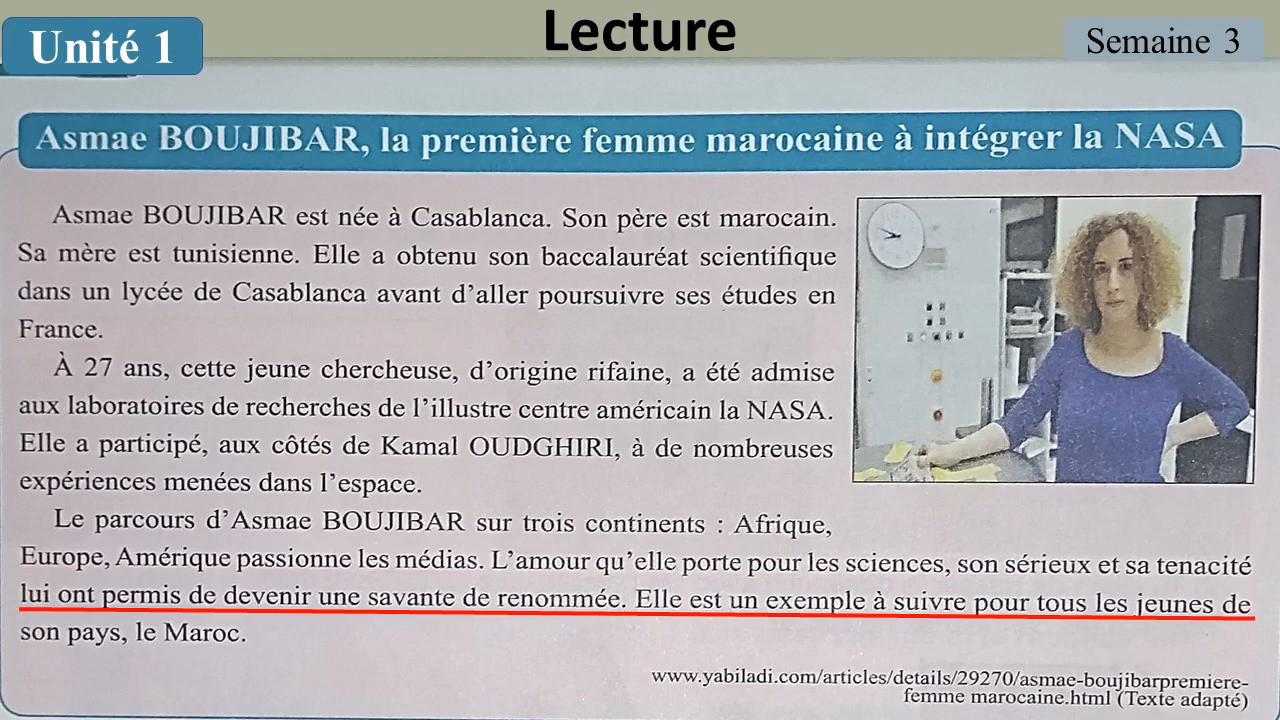 Lecture
Unité 1
Semaine 3
Asmae BOUJIBAR, la première femme marocaine à intégrer la NASA
Asmae BOUJIBAR est née à Casablanca. Son père est marocain.
Sa mère est tunisienne. Elle a obtenu son baccalauréat scientifique
dans un lycée de Casablanca avant d’aller poursuivre ses études en
France.
À 27 ans, cette jeune chercheuse, d’origine rifaine, a été admise
aux laboratoires de recherches de l’illustre centre américain la NASA.
Elle a participé, aux côtés de Kamal OUDGHIRI, à de nombreuses
expériences menées dans l’espace.
Le parcours d’Asmae BOUJIBAR sur trois continents : Afrique,
Europe, Amérique passionne les médias. L’amour qu’elle porte pour les sciences, son sérieux et sa tenacité
lui ont permis de devenir une savante de renommée. Elle est un exemple à suivre pour tous les jeunes de
son pays, le Maroc.
www.yabiladi.com/articles/details/29270/asmae-boujibarpremiere-
femme marocaine.html (Texte adapté)